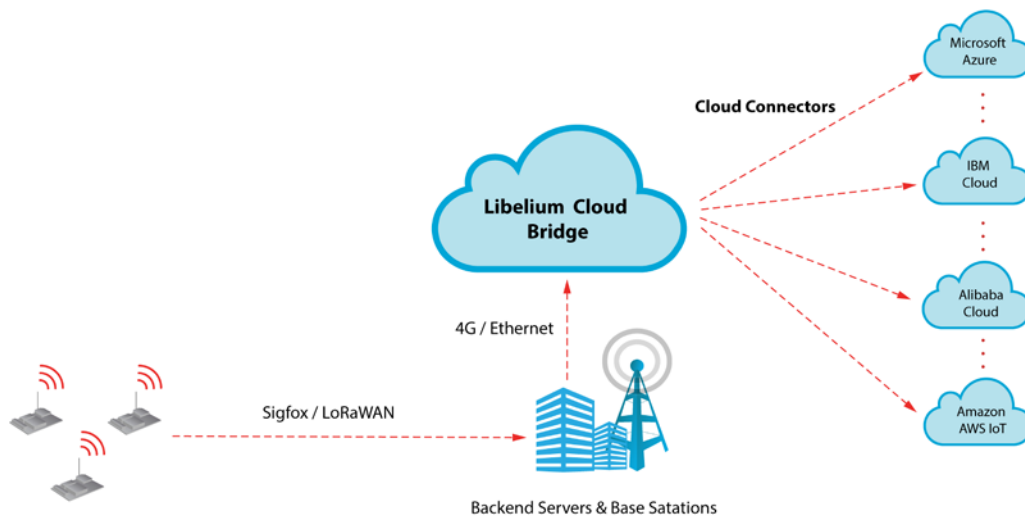 Microsoft
Azure
Cloud Connectors
IBM
Cloud
Libelium Cloud
Bridge
Alibaba
Cloud
4G / Ethernet
Sigfox / LoRaWAN
Amazon
AWS IoT
Backend Servers & Base Satations